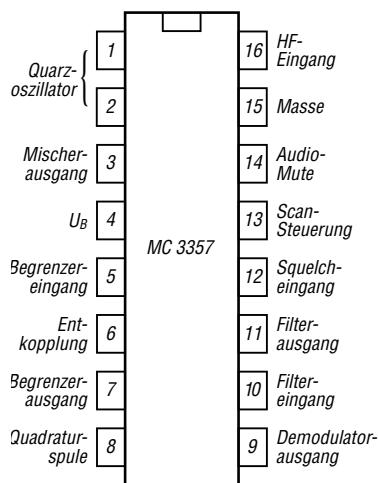 1
Quarz-
oszillator
2
Mischer-
ausgang
3
UB
4
Begrenzer-
eingang
5
Ent-
kopplung
6
Begrenzer-
ausgang
7
Quadratur-
spule
8
MC 3357
16
HF-
Eingang
15
Masse
14
Audio-
Mute
13
Scan-
Steuerung
12
Squelch-
eingang
11
Filter-
ausgang
10
Filter-
eingang
9
Demodulator-
ausgang